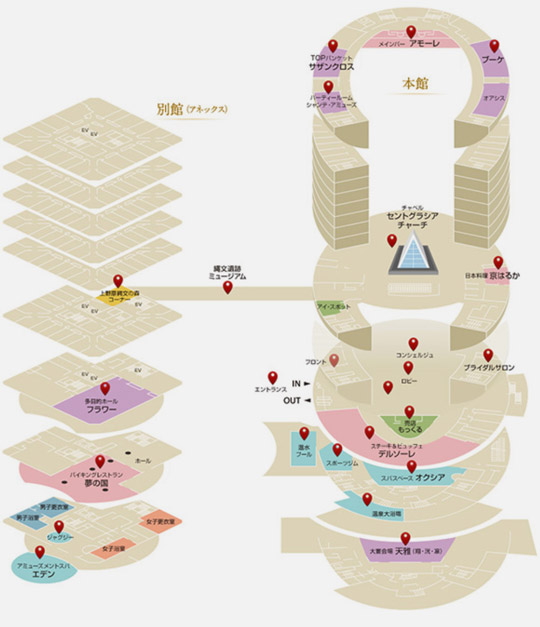 別館(アネックス)
EV
EV
上野原縄文の森
コーナー
縄文遺跡
ミュージアム
EV
EV
EV
EV
多目的ホール
フラワー
ホール
バイキングレストラン
夢の国
男子更衣室
男子浴室
ジャグジー
女子更衣室
女子浴室
アミューズメントスパ
エデン
本館
メインバー アモーレ
TOPバンケット
サザンクロス
ブーケ
パーティールーム
シャンテ・アミューズ
オアシス
チャペル
セントグラシア
チャーチ
日本料理 京はるか
アイ・スポット
フロント
コンシェルジュ
ブライダルサロン
ロビー
エントランス
IN
OUT
売店
もっくる
ステーキ&ビュッフェ
デルソーレ
温水
プール
スポーツジム
スパスペース オクシア
温泉大浴場
大宴会場 天雅